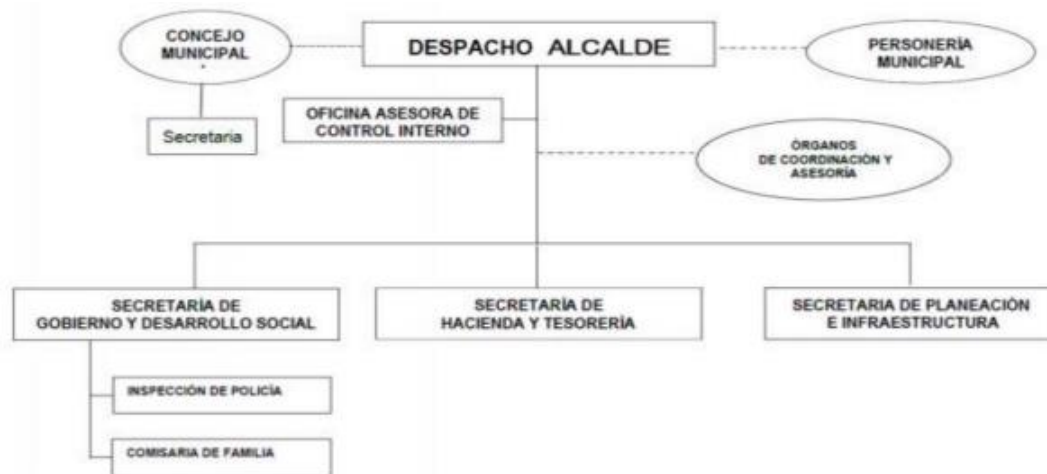 CONCEJO
MUNICIPAL
DESPACHO ALCALDE
PERSONERÍA
MUNICIPAL
Secretaria
OFICINA ASESORA DE
CONTROL INTERNO
ÓRGANOS
DE COORDINACIÓN Y
ASESORÍA
SECRETARÍA DE
GOBIERNO Y DESARROLLO SOCIAL
SECRETARÍA DE
HACIENDA Y TESORERÍA
SECRETARIA DE PLANEACIÓN
E INFRAESTRUCTURA
INSPECCIÓN DE POLICÍA
COMISARIA DE FAMILIA